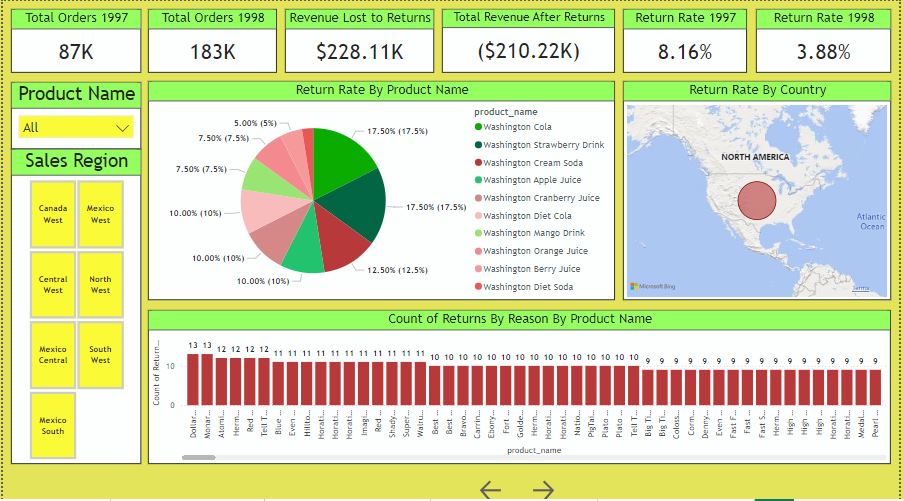 Total Orders 1997
87K
Total Orders 1998
183K
Revenue Lost to Returns
$228.11K
Total Revenue After Returns
($210.22K)
Return Rate 1997
8.16%
Return Rate 1998
3.88%
Product Name
All
Sales Region
Canada West
Mexico West
Central West
North West
Mexico Central
South West
Mexico South
Return Rate By Product Name
17.50% (17.5%)
17.50% (17.5%)
12.50% (12.5%)
10.00% (10%)
10.00% (10%)
10.00% (10%)
7.50% (7.5%)
7.50% (7.5%)
5.00% (5%)
product_name
Washington Cola
Washington Strawberry Drink
Washington Cream Soda
Washington Apple Juice
Washington Cranberry Juice
Washington Diet Cola
Washington Mango Drink
Washington Orange Juice
Washington Berry Juice
Washington Diet Soda
Return Rate By Country
NORTH AMERICA
Atlantic
Ocean
Microsoft Bing
Terms
Count of Returns By Reason By Product Name
Count of Return...
10
0
13 13 12 12 12 12 11 11 11 11 11 11 11 11 11 11 11 10 10 10 10 10 10 10 10 10 10 10 10 10 10 10 9 9 9 9 9 9 9 9 9 9 9 9 9 9 9 9 9
Dollar...
Monar...
Atomi...
Herm...
Red ...
Tell T...
Blue ...
Even ...
Hillto...
Horati...
Horati...
Horati...
Imagi...
Red ...
Shady...
Super...
Walru...
Best ...
Best ...
Bravo...
Carrin...
Ebony...
Fort ...
Golde...
Herm...
Horati...
Horati...
Natio...
PigTai...
Plato ...
Plato ...
Tell T...
Big Ti...
Big Ti...
Colos...
Corm...
Denny...
Even ...
Fast F...
Fast ...
Fast S...
Herm...
High ...
High ...
High ...
Horati...
Horati...
Medal...
Pearl ...
product_name